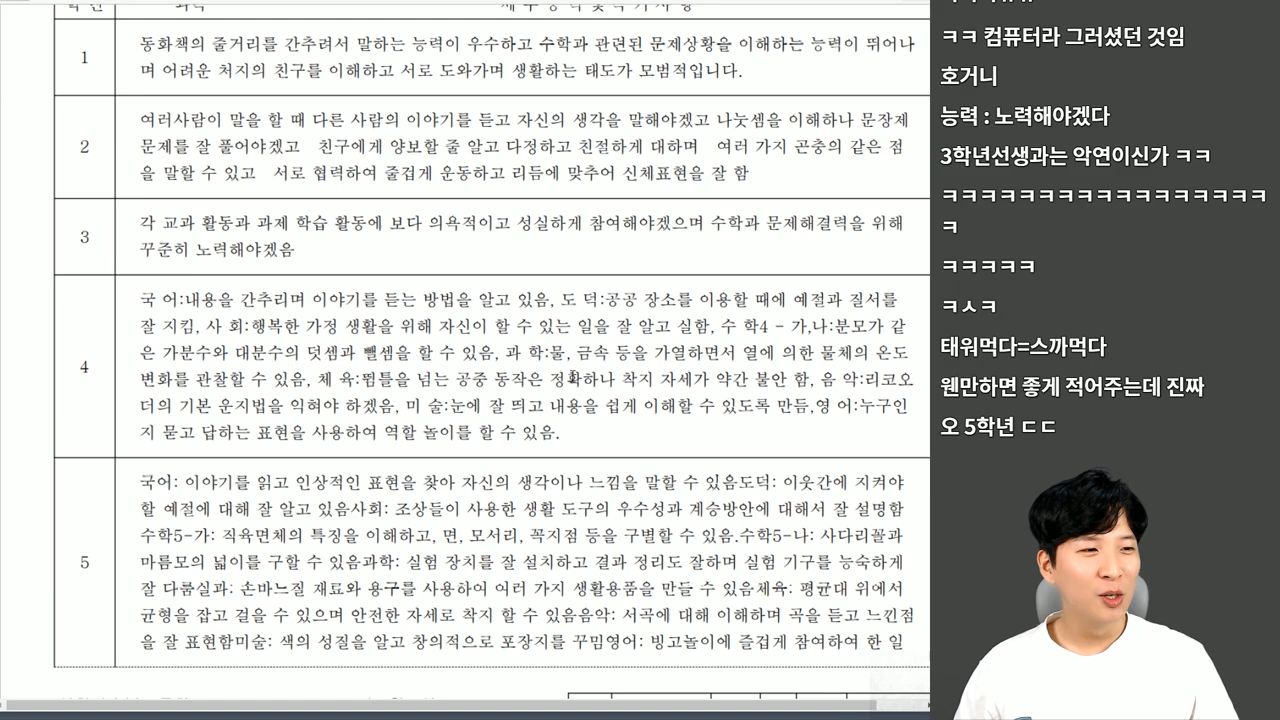 1
동화책의 줄거리를 간추려서 말하는 능력이 우수하고 수학과 관련된 문제상황을 이해하는 능력이 뛰어나
며 어려운 처지의 친구를 이해하고 서로 도와가며 생활하는 태도가 모범적입니다.
2
여러사람이 말을 할 때 다른 사람의 이야기를 듣고 자신의 생각을 말해야겠고 나눗셈을 이해하나 문장제
문제를 잘 풀어야겠고 친구에게 양보할 줄 알고 다정하고 친절하게 대하며 여러 가지 곤충의 같은 점
을 말할 수 있고 서로 협력하여 줄겁게 운동하고 리듬에 맞추어 신체표현을 잘 함
3
각 교과 활동과 과제 학습 활동에 보다 의욕적이고 성실하게 참여해야겠으며 수학과 문제해결력을 위해
꾸준히 노력해야겠음
4
국 어:내용을 간추리며 이야기를 듣는 방법을 알고 있음, 도 덕:공공 장소를 이용할 때에 예절과 질서를
잘 지킴, 사 회:행복한 가정 생활을 위해 자신이 할 수 있는 일을 잘 알고 실함, 수 학4 - 가,나:분모가 같
은 가분수와 대분수의 덧셈과 뺄셈을 할 수 있음, 과 학:물, 금속 등을 가열하면서 열에 의한 물체의 온도
변화를 관찰할 수 있음, 체 육:뜀틀을 넘는 공중 동작은 정확하나 착지 자세가 약간 불안 함, 음 악:리코오
더의 기본 운지법을 익혀야 하겠음, 미 술:눈에 잘 띄고 내용을 쉽게 이해할 수 있도록 만듬,영 어:누구인
지 묻고 답하는 표현을 사용하여 역할 놀이를 할 수 있음.
5
국어: 이야기를 읽고 인상적인 표현을 찾아 자신의 생각이나 느낌을 말할 수 있음도덕: 이웃간에 지켜야
할 예절에 대해 잘 알고 있음사회: 조상들이 사용한 생활 도구의 우수성과 계승방안에 대해서 잘 설명함
수학5-가: 직육면체의 특징을 이해하고, 면, 모서리, 꼭지점 등을 구별할 수 있음.수학5-나: 사다리꼴과
마름모의 넓이를 구할 수 있음과학: 실험 장치를 잘 설치하고 결과 정리도 잘하며 실험 기구를 능숙하게
잘 다룸실과: 손바느질 재료와 용구를 사용하여 여러 가지 생활용품을 만들 수 있음체육: 평균대 위에서
균형을 잡고 걸을 수 있으며 안전한 자세로 착지 할 수 있음음악: 서곡에 대해 이해하며 곡을 듣고 느낀점
을 잘 표현함미술: 색의 성질을 알고 창의적으로 포장지를 꾸밈영어: 빙고놀이에 즐겁게 참여하여 한 일
ㅋㅋ 컴퓨터라 그러셨던 것임
호거니
능력 : 노력해야겠다
3학년선생과는 악연이신가 ㅋㅋ
ㅋㅋㅋㅋㅋㅋㅋㅋㅋㅋㅋㅋㅋㅋㅋㅋㅋ
ㅋ
ㅋㅋㅋㅋㅋ
ㅋㅅㅋ
태워먹다=스까먹다
웬만하면 좋게 적어주는데 진짜
오 5학년 ㄷㄷ